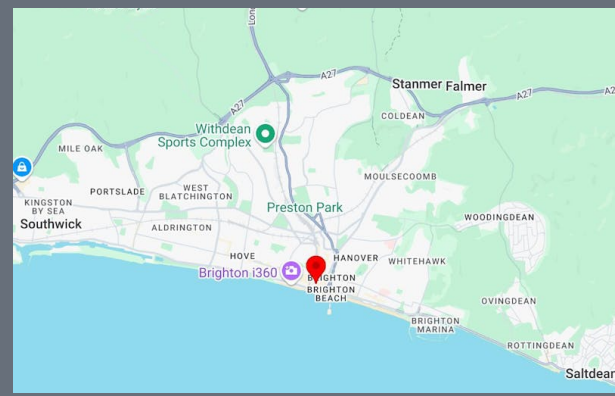 Lon
A27
A27
A27
Stanmer
Falmer
COLDEAN
Withdean
Sports Complex
MILE OAK
MOULSECOOMB
PORTSLADE
WEST
BLATCHINGTON
KINGSTON
BY SEA
Southwick
Preston Park
WOODINGDEAN
ALDRINGTON
HOVE
HANOVER
WHITEHAWK
Brighton i360
BRIGHTON
BRIGHTON
BEACH
OVINGDEAN
BRIGHTON
MARINA
ROTTINGDEAN
Saltdean